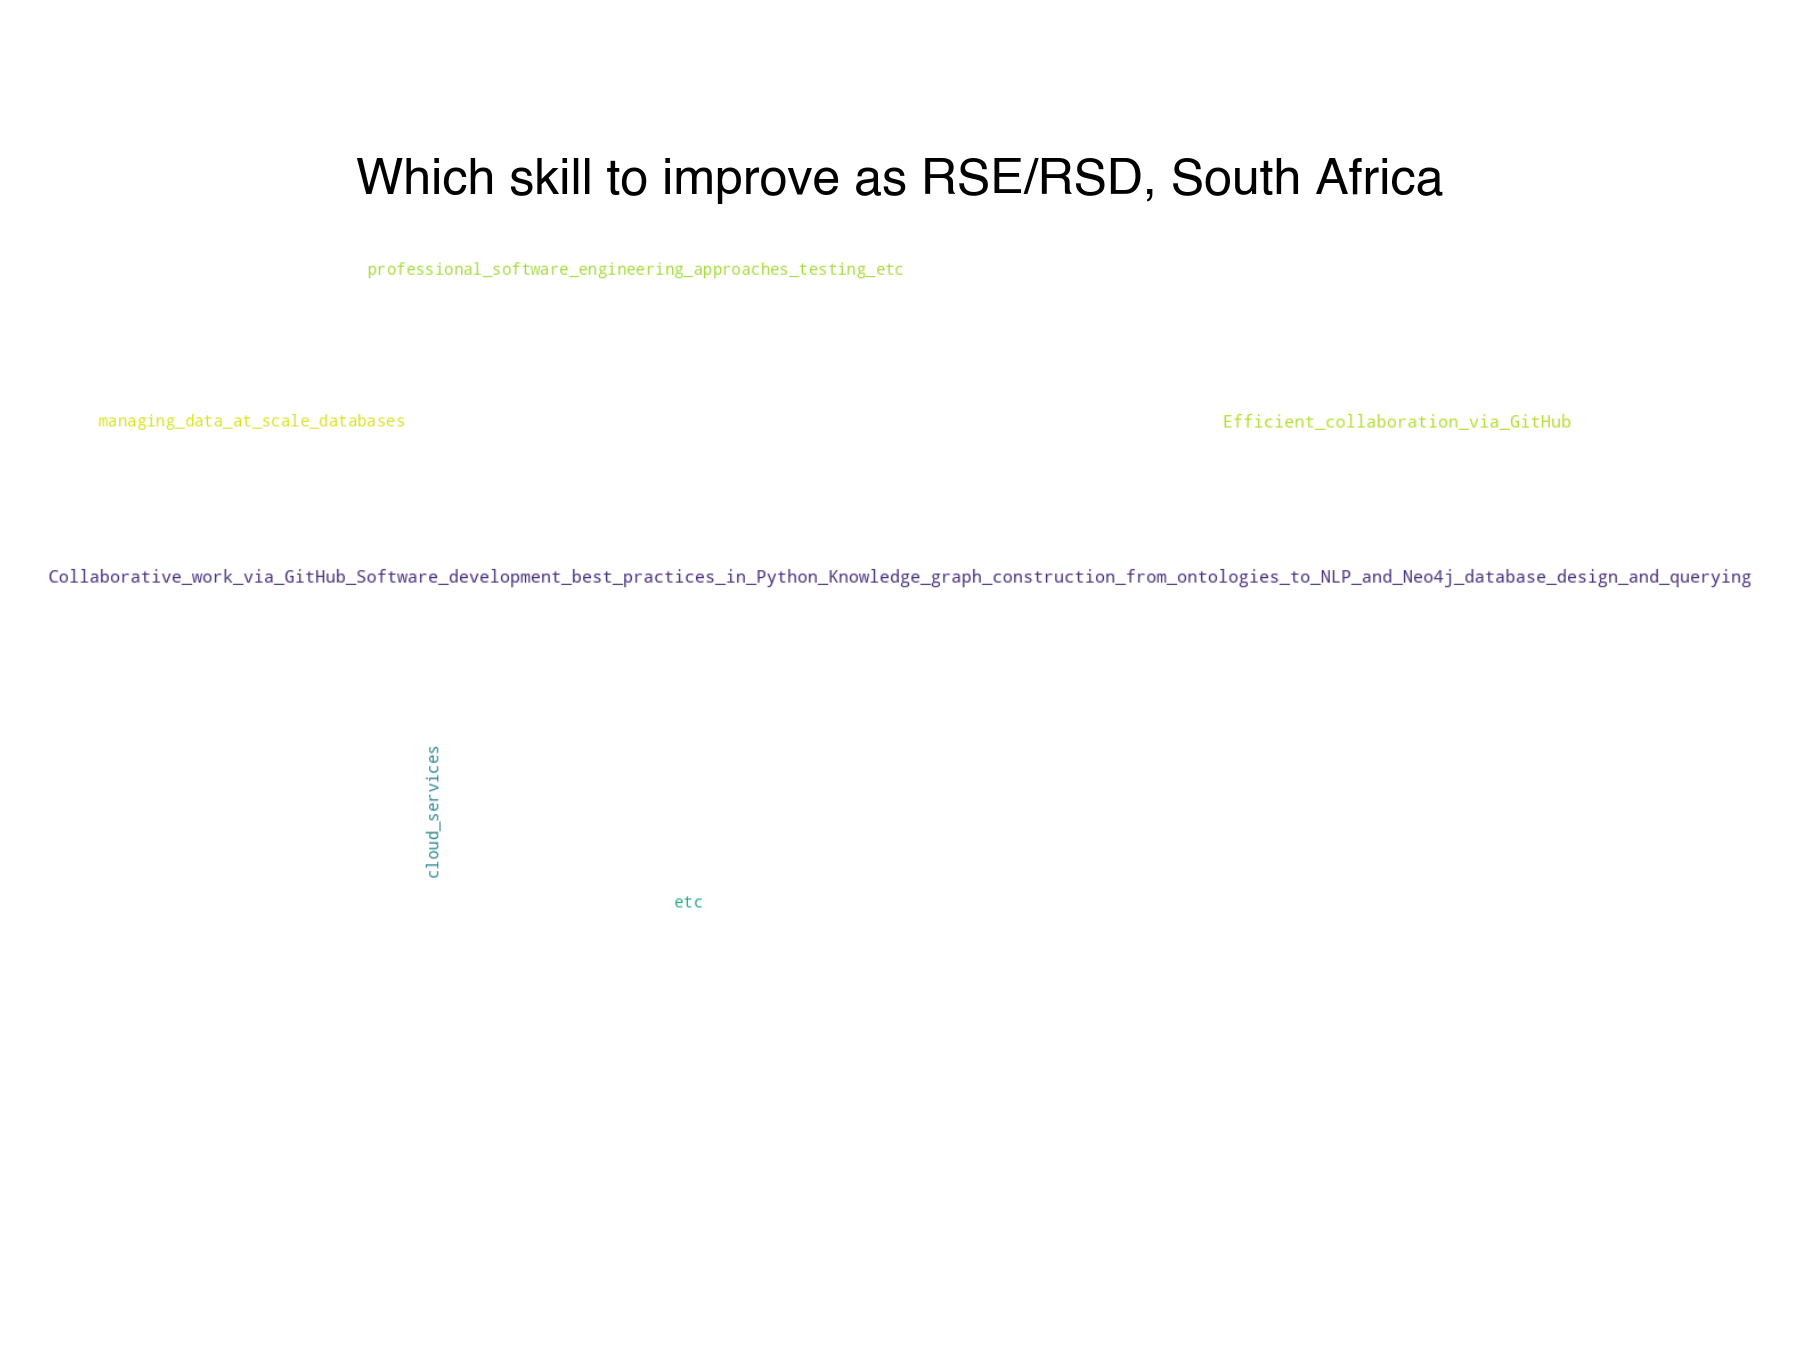 Which skill to improve as RSE/RSD, South Africa
professional_software_engineering_approaches_testing_etc
managing_data_at_scale_databases
Efficient_collaboration_via_GitHub
Collaborative_work_via_GitHub_Software_development_best_practices_in_Python_Knowledge_graph_construction_from_ontologies_to_NLP_and_Neo4j_database_design_and_querying
cloud_services
etc